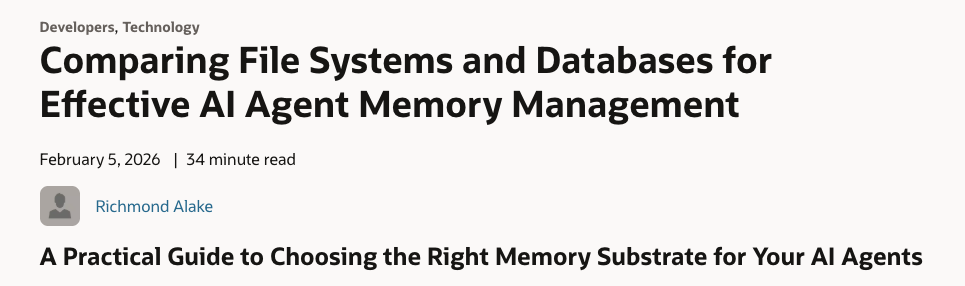 Developers, Technology
Comparing File Systems and Databases for
Effective AI Agent Memory Management
February 5, 2026 | 34 minute read
Richmond Alake
A Practical Guide to Choosing the Right Memory Substrate for Your AI Agents